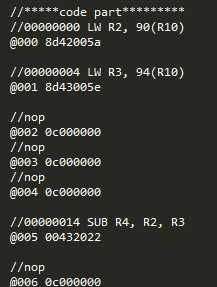 //*****code part*********
//00000000 LW R2, 90(R10)
@000 8d42005a
//00000004 LW R3, 94(R10)
@001 8d43005e
//nop
@002 0c000000
//nop
@003 0c000000
//nop
@004 0c000000
//00000014 SUB R4, R2, R3
@005 00432022
//nop
@006 0c000000